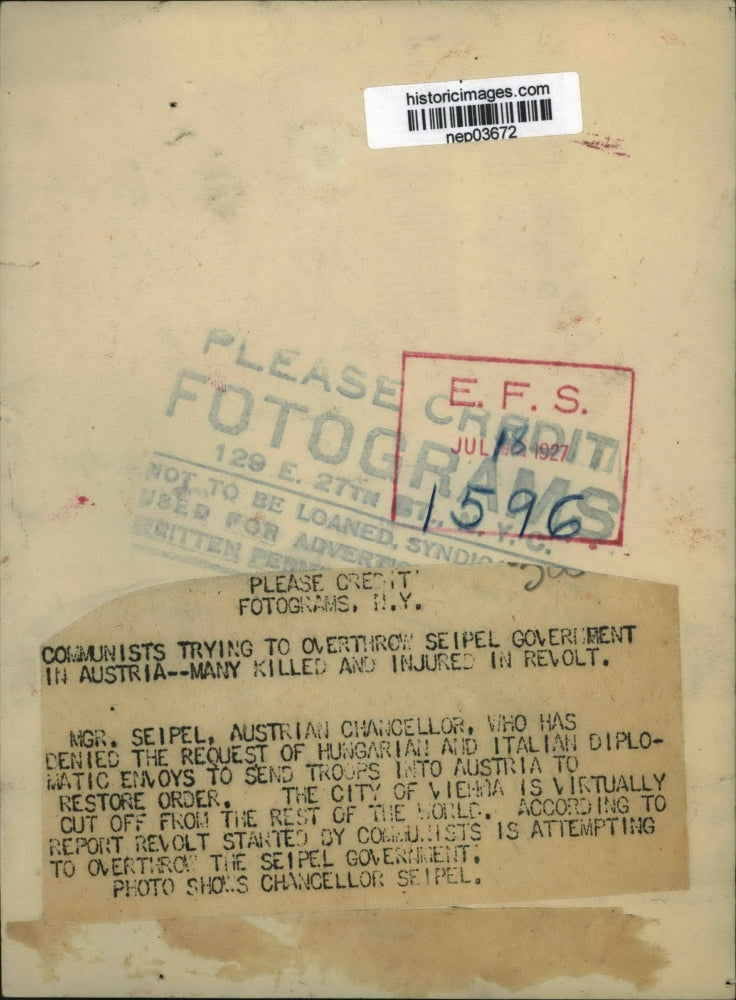 historicimages.com
nep03672
PLEASE CREDIT
FOTOGRAMS
129 E. 27TH ST., N. Y. C.
NOT TO BE LOANED, SYNDIC
USED FOR ADVERTIS
WRITTEN PERM
E. F. S.
JUL 18 1927
1596
PLEASE CREDIT
FOTOGRAMS, N.Y.
COMMUNISTS TRYING TO OVERTHROW SEIPEL GOVERNMENT
IN AUSTRIA--MANY KILLED AND INJURED IN REVOLT.
MGR. SEIPEL, AUSTRIAN CHANCELLOR, WHO HAS
DENIED THE REQUEST OF HUNGARIAN AND ITALIAN DIPLO-
MATIC ENVOYS TO SEND TROOPS INTO AUSTRIA TO
RESTORE ORDER. THE CITY OF VIENNA IS VIRTUALLY
CUT OFF FROM THE REST OF THE WORLD. ACCORDING TO
REPORT REVOLT STARTED BY COMMUNISTS IS ATTEMPTING
TO OVERTHROW THE SEIPEL GOVERNMENT.
PHOTO SHOWS CHANCELLOR SEIPEL.